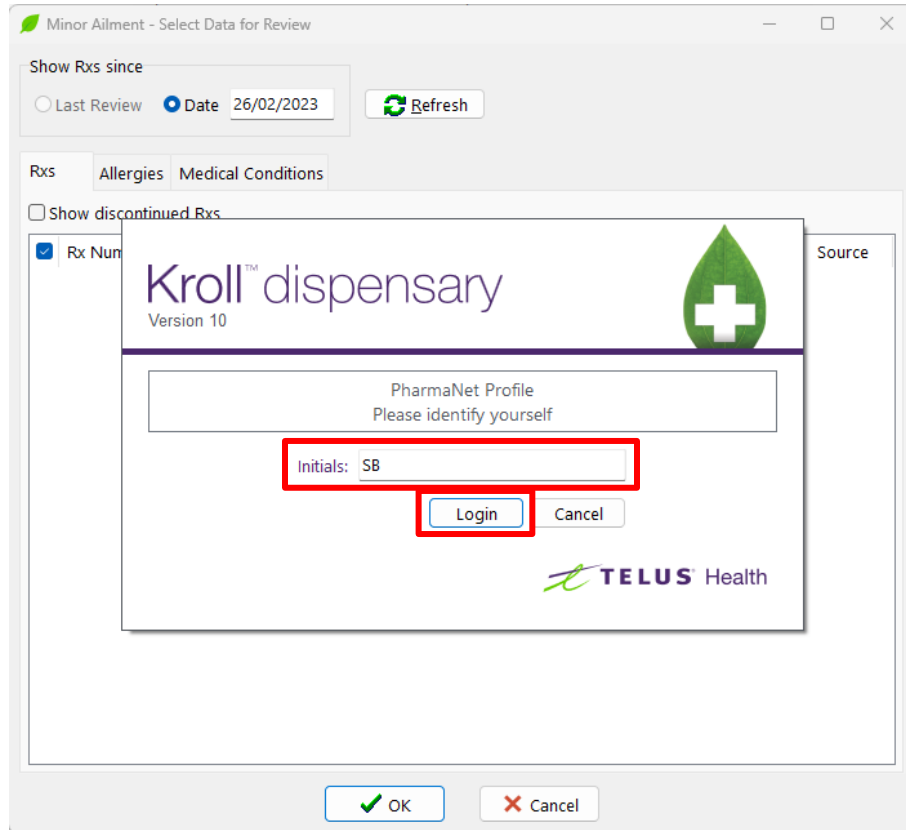 Minor Ailment - Select Data for Review
Show Rxs since
Last Review Date 26/02/2023 Refresh
Rxs Allergies Medical Conditions
Show discontinued Rxs
Rx Num Source
Kroll™ dispensary
Version 10
PharmaNet Profile
Please identify yourself
Initials: SB
Login Cancel
TELUS® Health
OK Cancel